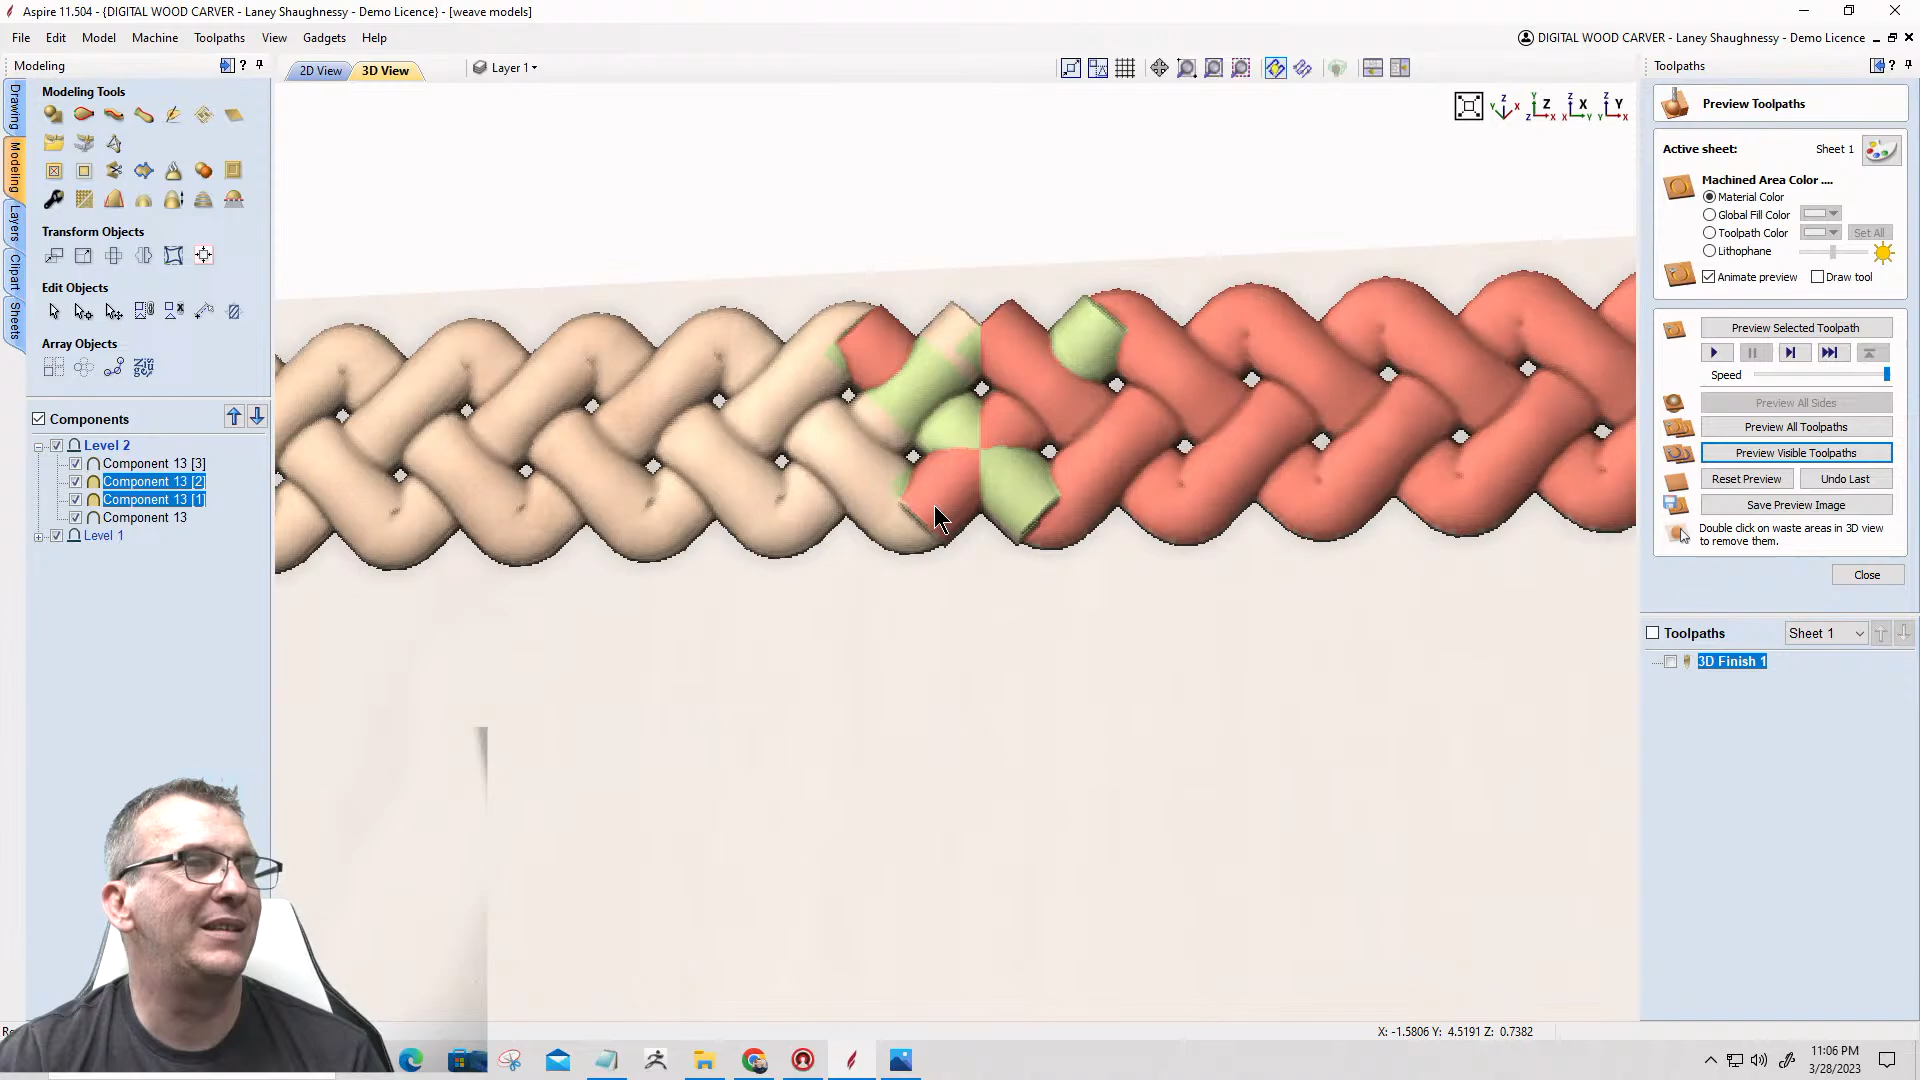 Aspire 11.504 - {DIGITAL WOOD CARVER - Laney Shaughnessy - Demo Licence} - [weave models]
File Edit Model Machine Toolpaths View Gadgets Help
DIGITAL WOOD CARVER - Laney Shaughnessy - Demo Licence
Modeling
2D View
3D View
Layer 1
Toolpaths
Drawing
Modeling
Layers
Clipart
Sheets
Modeling Tools
Transform Objects
Edit Objects
Array Objects
Components
Level 2
Component 13 [3]
Component 13 [2]
Component 13 [1]
Component 13
Level 1
Preview Toolpaths
Active sheet: Sheet 1
Machined Area Color ....
Material Color
Global Fill Color
Toolpath Color Set All
Lithophane
Animate preview Draw tool
Preview Selected Toolpath
Speed
Preview All Sides
Preview All Toolpaths
Preview Visible Toolpaths
Reset Preview Undo Last
Save Preview Image
Double click on waste areas in 3D view
to remove them.
Close
Toolpaths Sheet 1
3D Finish 1
X: -1.5806 Y: 4.5191 Z: 0.7382
11:06 PM
3/28/2023